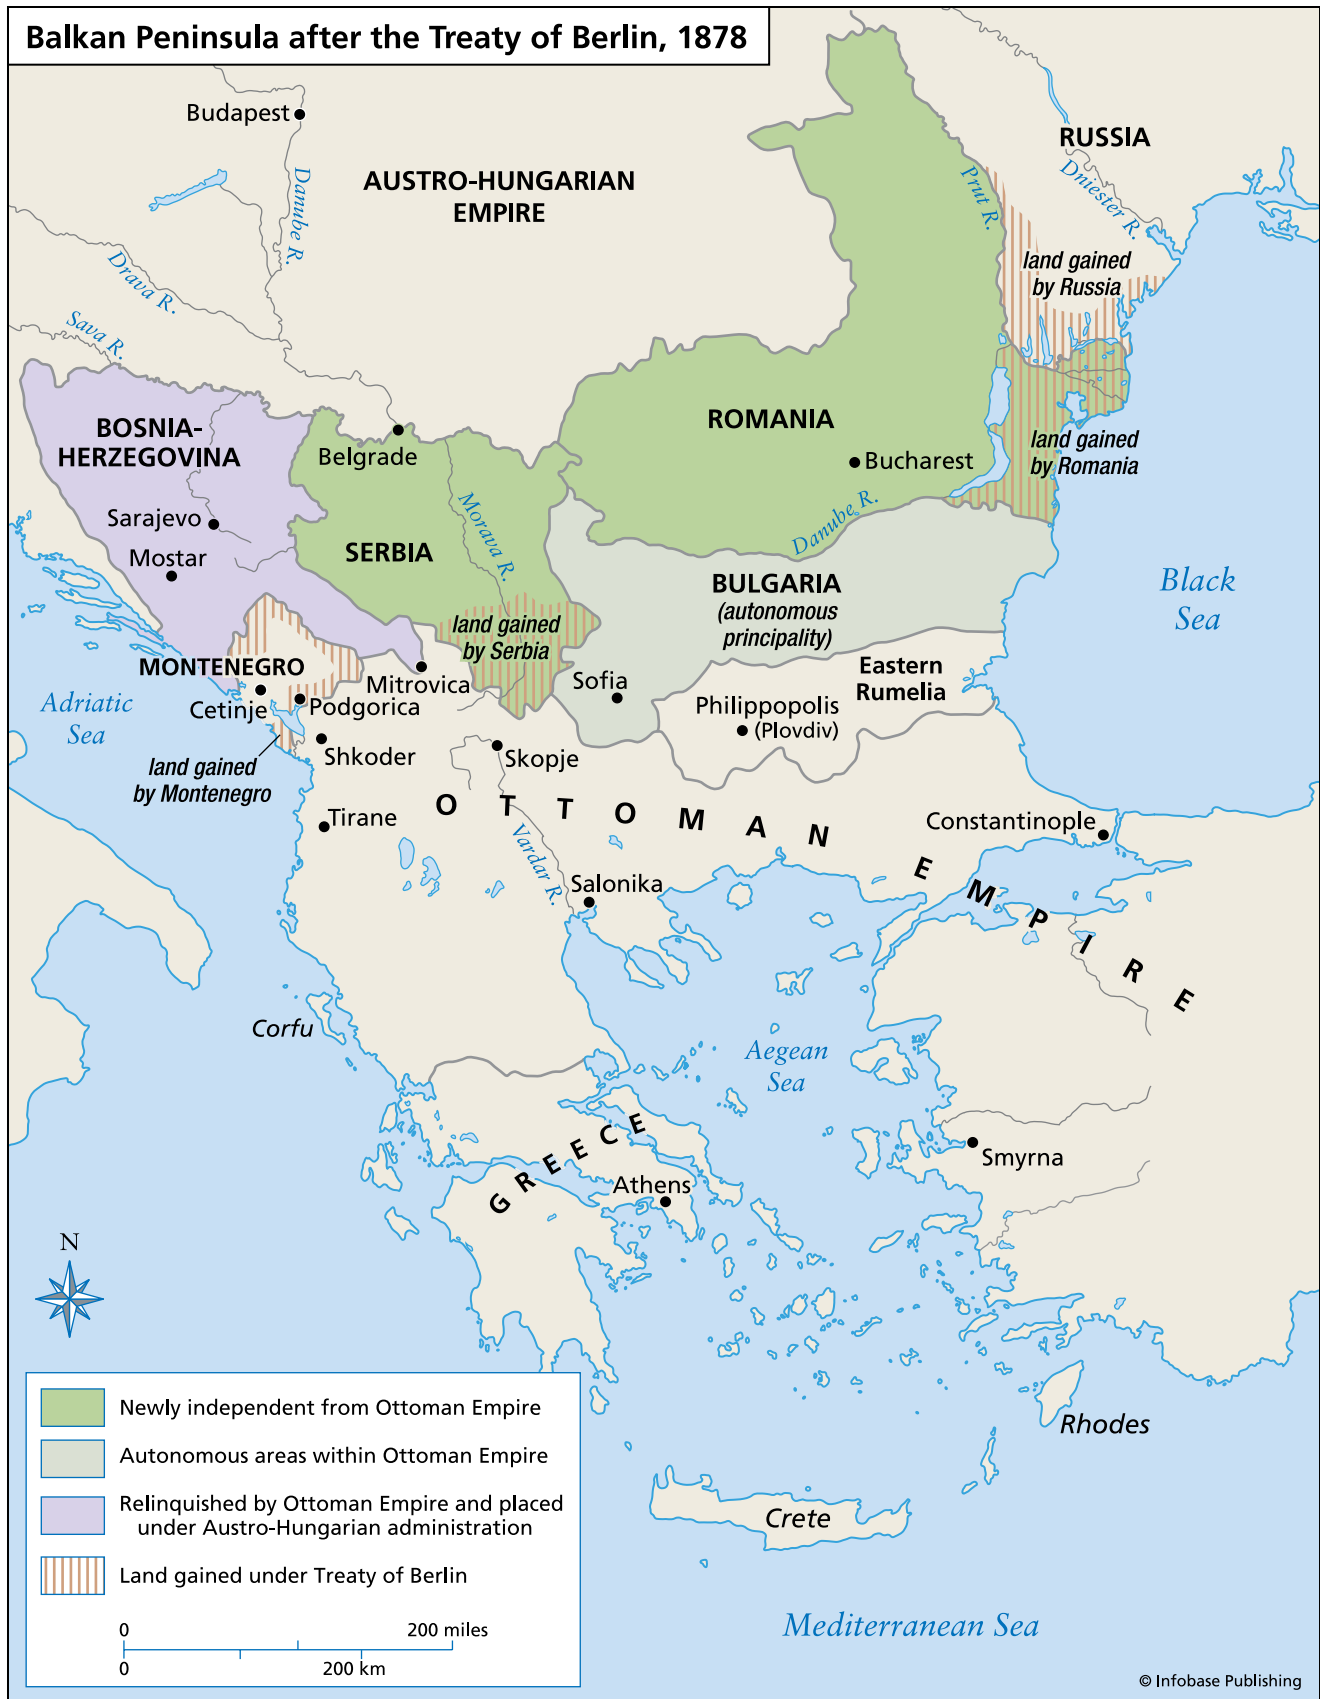 Balkan Peninsula after the Treaty of Berlin, 1878
Budapest
Danube R.
AUSTRO-HUNGARIAN
EMPIRE
RUSSIA
Dniester R.
Prut R.
Drava R.
Sava R.
land gained
by Russia
BOSNIA-
HERZEGOVINA
Belgrade
ROMANIA
Bucharest
land gained
by Romania
Sarajevo
Mostar
SERBIA
Morava R.
Danube R.
BULGARIA
(autonomous
principality)
Black
Sea
land gained
by Serbia
MONTENEGRO
Mitrovica
Cetinje
Podgorica
Sofia
Eastern
Rumelia
Philippopolis
(Plovdiv)
Adriatic
Sea
Shkoder
Skopje
land gained
by Montenegro
OTTOMAN EMPIRE
Tirane
Vardar R.
Constantinople
Salonika
Corfu
Aegean
Sea
GREECE
Athens
Smyrna
N
Rhodes
Crete
Mediterranean Sea
Newly independent from Ottoman Empire
Autonomous areas within Ottoman Empire
Relinquished by Ottoman Empire and placed
under Austro-Hungarian administration
Land gained under Treaty of Berlin
0 200 miles
0 200 km
© Infobase Publishing